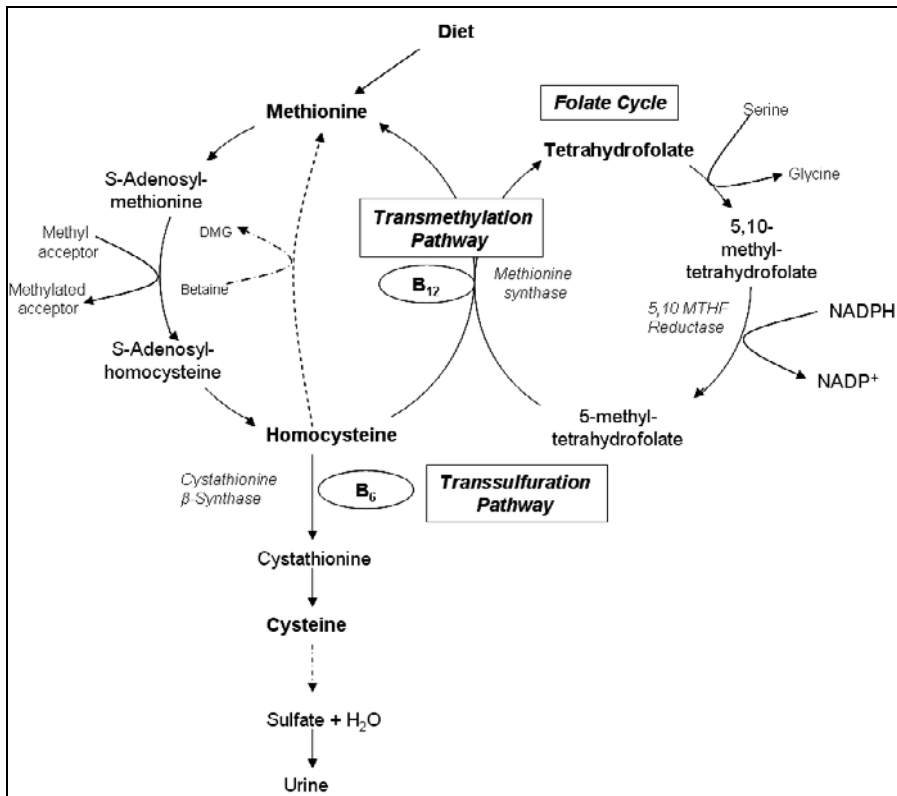 Diet
Methionine
Folate Cycle
Serine
Tetrahydrofolate
Glycine
S-Adenosyl-
methionine
Transmethylation
Pathway
5,10-
methyl-
tetrahydrofolate
Methyl
acceptor
DMG
Betaine
Methylated
acceptor
B12
Methionine
synthase
5,10 MTHF
Reductase
NADPH
NADP+
S-Adenosyl-
homocysteine
5-methyl-
tetrahydrofolate
Homocysteine
Cystathionine
β-Synthase
B6
Transsulfuration
Pathway
Cystathionine
Cysteine
Sulfate + H2O
Urine